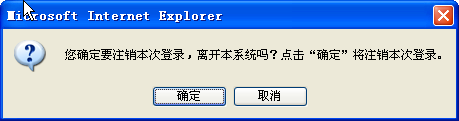 Microsoft Internet Explorer
您确定要注销本次登录，离开本系统吗？点击“确定”将注销本次登录。
确定
取消